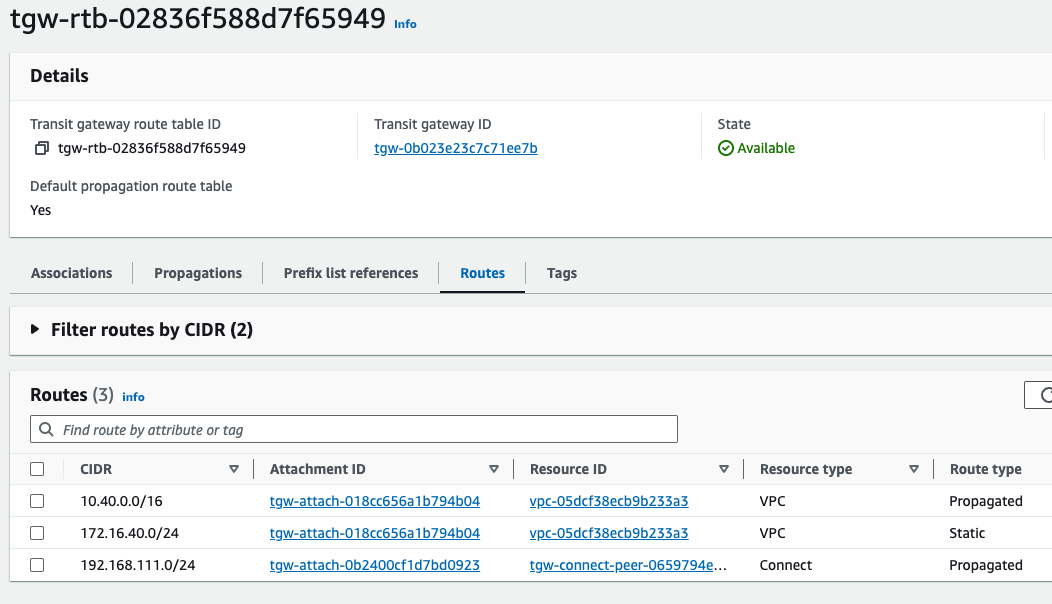 tgw-rtb-02836f588d7f65949 Info
Details
Transit gateway route table ID
tgw-rtb-02836f588d7f65949
Transit gateway ID
tgw-0b023e23c7c71ee7b
State
Available
Default propagation route table
Yes
Associations Propagations Prefix list references Routes Tags
Filter routes by CIDR (2)
Routes (3) info
Find route by attribute or tag
CIDR Attachment ID Resource ID Resource type Route type
10.40.0.0/16 tgw-attach-018cc656a1b794b04 vpc-05dcf38ecb9b233a3 VPC Propagated
172.16.40.0/24 tgw-attach-018cc656a1b794b04 vpc-05dcf38ecb9b233a3 VPC Static
192.168.111.0/24 tgw-attach-0b2400cf1d7bd0923 tgw-connect-peer-0659794e... Connect Propagated